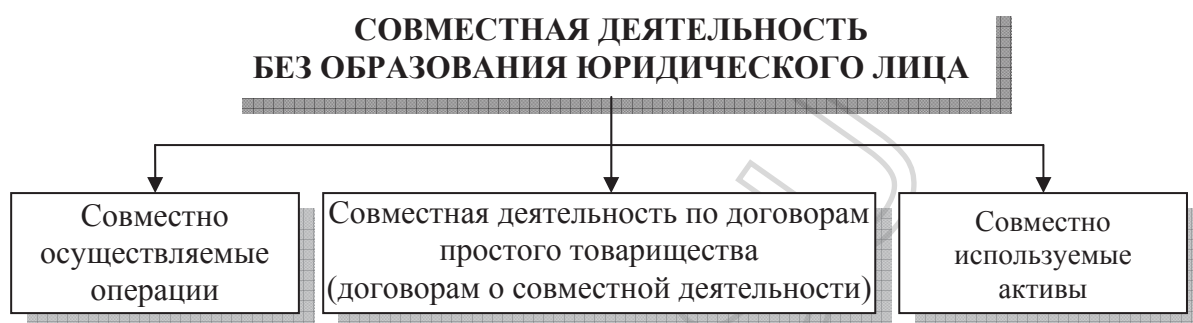 СОВМЕСТНАЯ ДЕЯТЕЛЬНОСТЬ
БЕЗ ОБРАЗОВАНИЯ ЮРИДИЧЕСКОГО ЛИЦА
Совместно
осуществляемые
операции
Совместная деятельность по договорам
простого товарищества
(договорам о совместной деятельности)
Совместно
используемые
активы